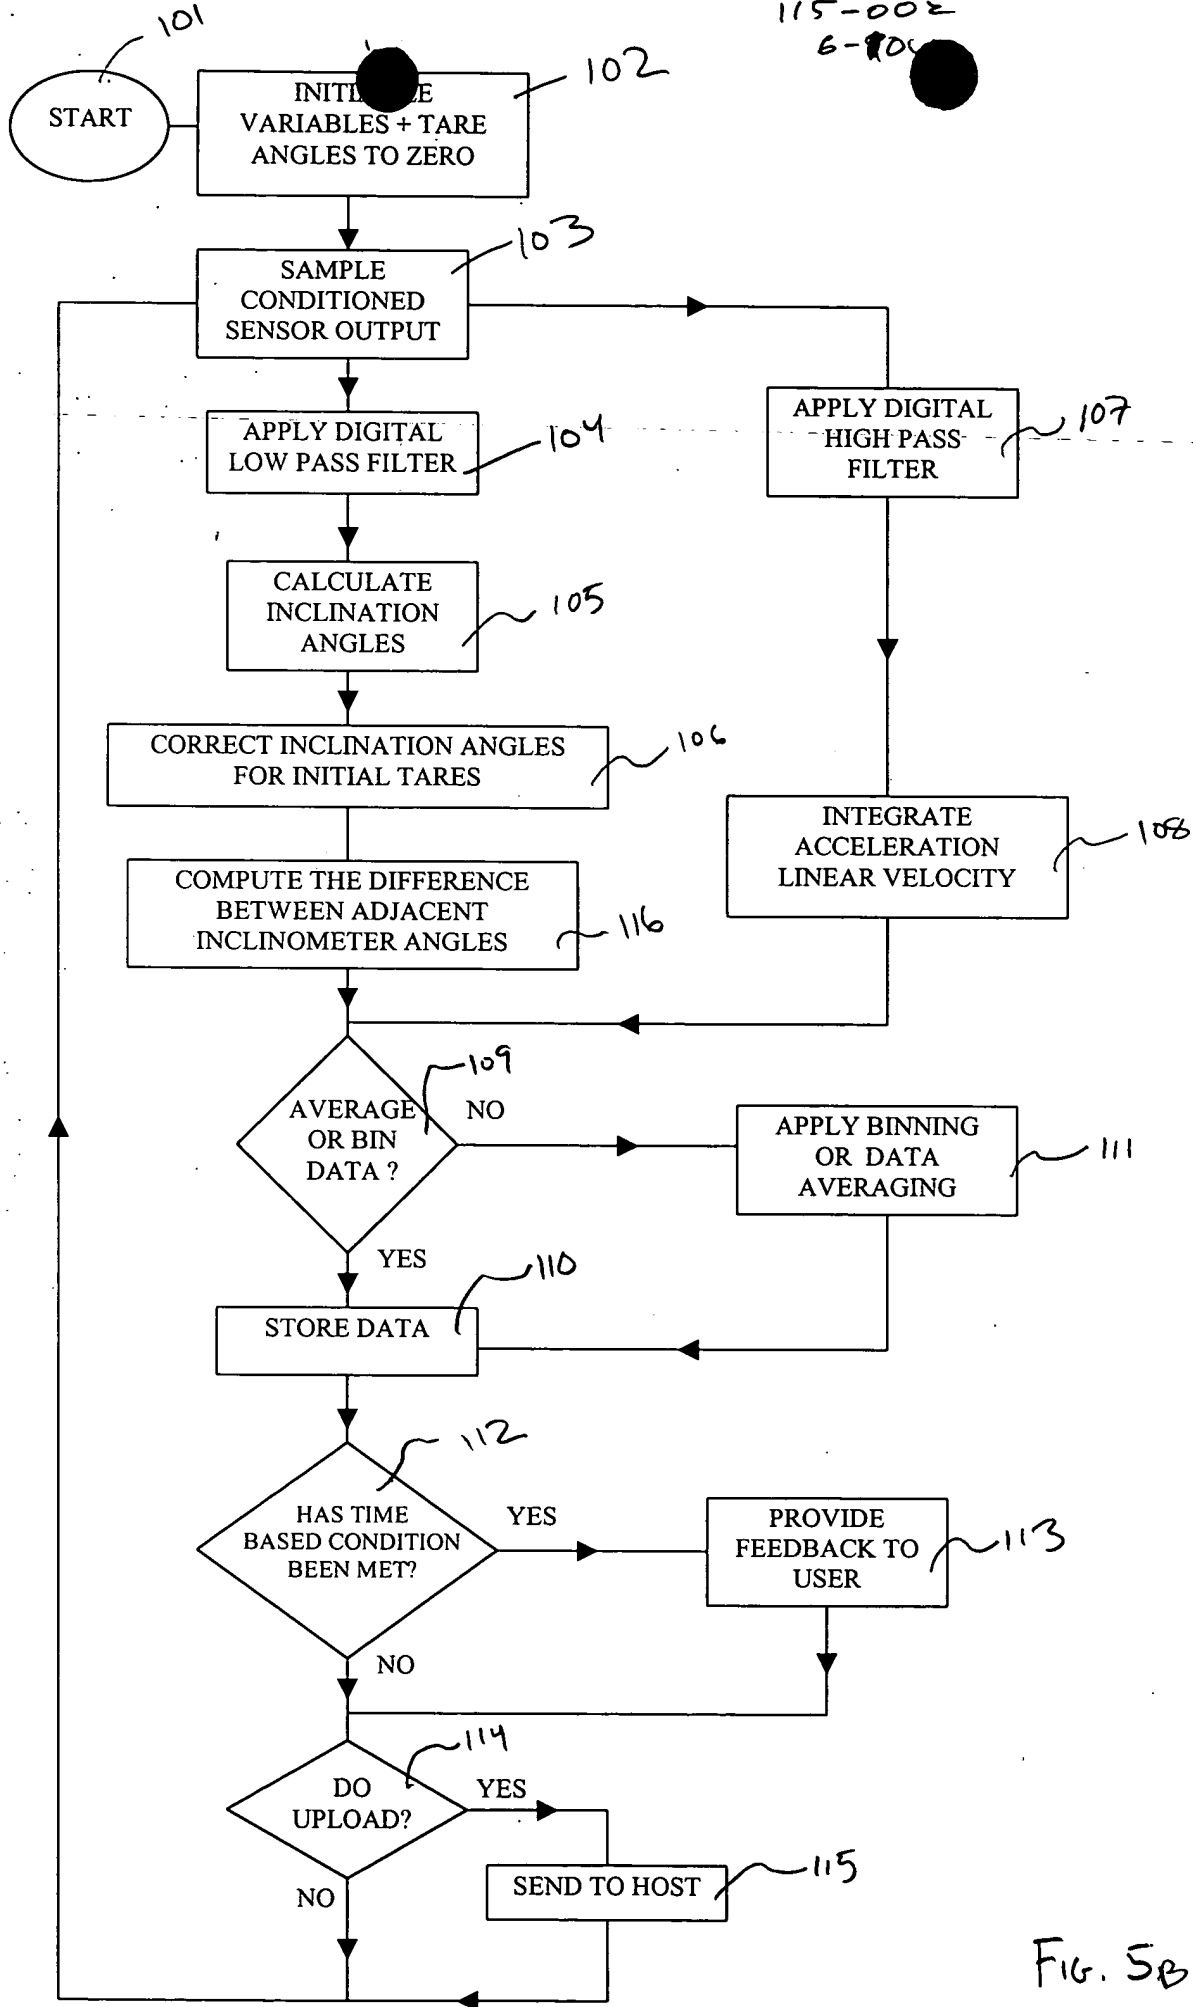 101
115-002
START
INITI E
VARIABLES + TARE
ANGLES TO ZERO
102
SAMPLE
CONDITIONED
SENSOR OUTPUT
103
APPLY DIGITAL
LOW PASS FILTER
104
APPLY DIGITAL
HIGH PASS
FILTER
107
CALCULATE
INCLINATION
ANGLES
105
CORRECT INCLINATION ANGLES
FOR INITIAL TARES
106
INTEGRATE
ACCELERATION
LINEAR VELOCITY
108
COMPUTE THE DIFFERENCE
BETWEEN ADJACENT
INCLINOMETER ANGLES
116
109
AVERAGE
OR BIN
DATA ?
NO
APPLY BINNING
OR DATA
AVERAGING
111
YES
110
STORE DATA
112
HAS TIME
BASED CONDITION
BEEN MET?
YES
PROVIDE
FEEDBACK TO
USER
113
NO
114
DO
UPLOAD?
YES
SEND TO HOST
115
NO
FIG. 5B